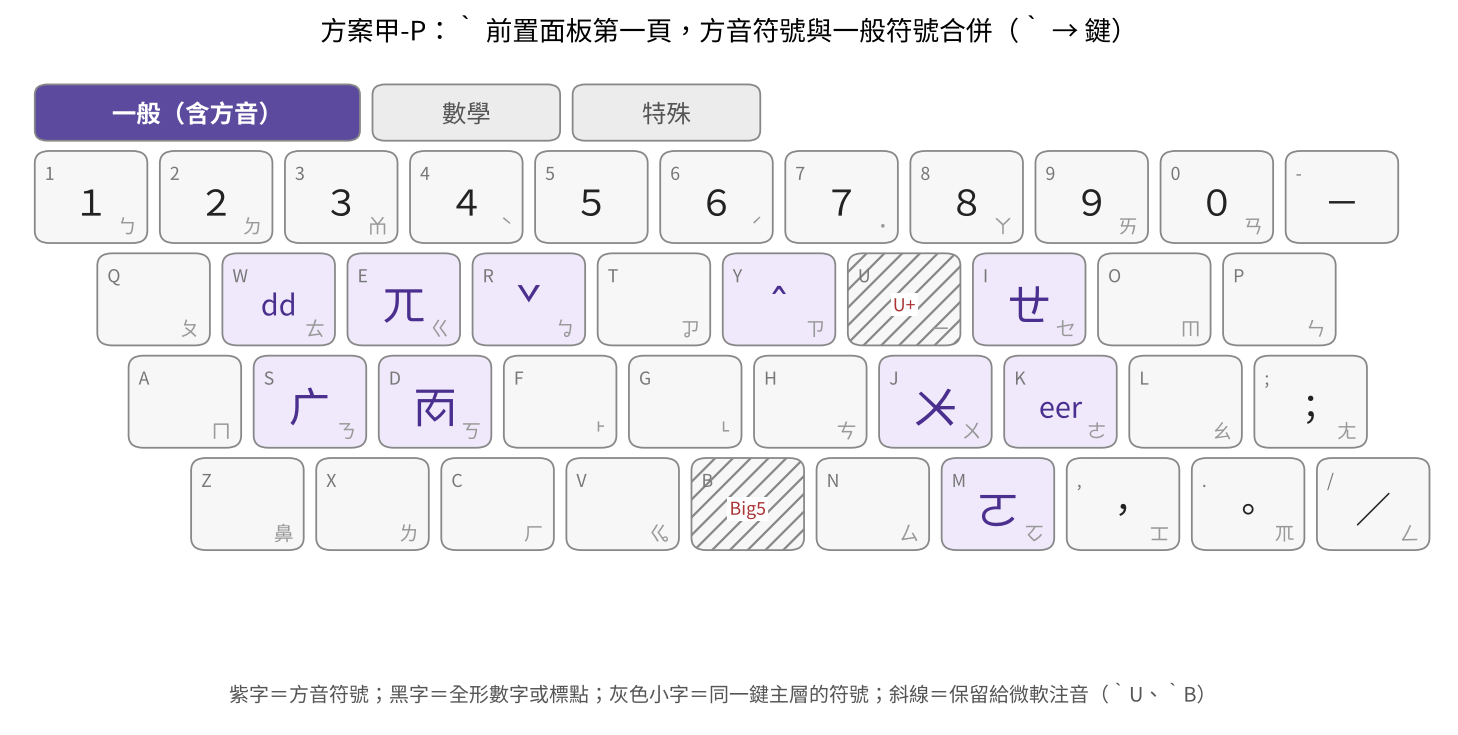 方案甲-P：ˋ 前置面板第一頁，方音符號與一般符號合併（ˋ → 鍵）
一般（含方音） 數學 特殊
1 1 ㄅ 2 2 ㄉ 3 3 4 4 ˋ 5 5 6 6 ˊ 7 7 ˙ 8 8 ㄚ 9 9 ㄞ 0 0 ㄢ - －
Q ㄆ W dd ㄊ E ㄍ R ˇ T Y ˆ ㄗ U U+ ㄧ I ㄝ O P ㄣ
A ㄇ S ㄋ D ㄎ F G H ㄘ J ㄨ K eer ㄜ L ㄠ ; ； ㄤ
Z X ㄌ C ㄏ V B Big5 N ㄙ M , ， . 。 / ／ ㄥ
紫字＝方音符號；黑字＝全形數字或標點；灰色小字＝同一鍵主層的符號；斜線＝保留給微軟注音（ˋU、ˋB）